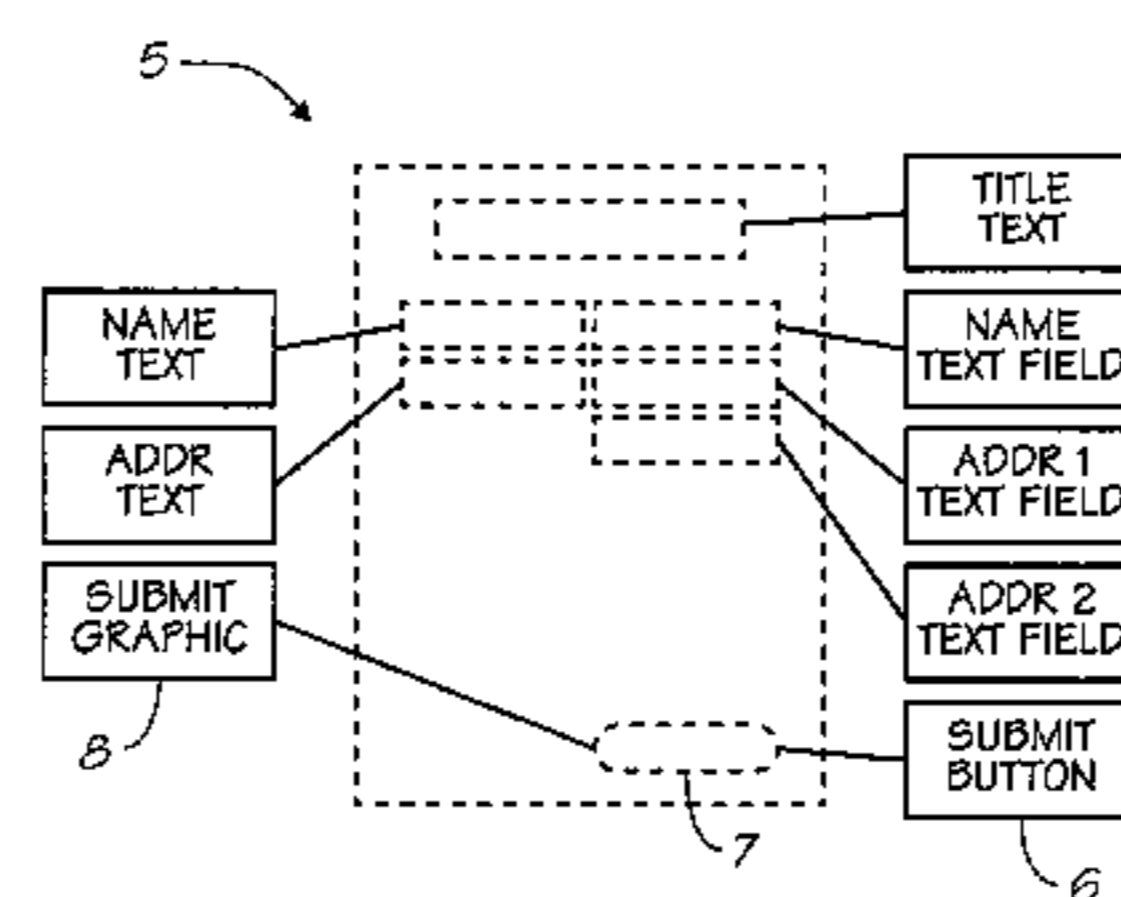 5
TITLE
TEXT
NAME
TEXT
NAME
TEXT FIELD
ADDR
TEXT
ADDR 1
TEXT FIELD
SUBMIT
GRAPHIC
ADDR 2
TEXT FIELD
8
SUBMIT
BUTTON
7
6